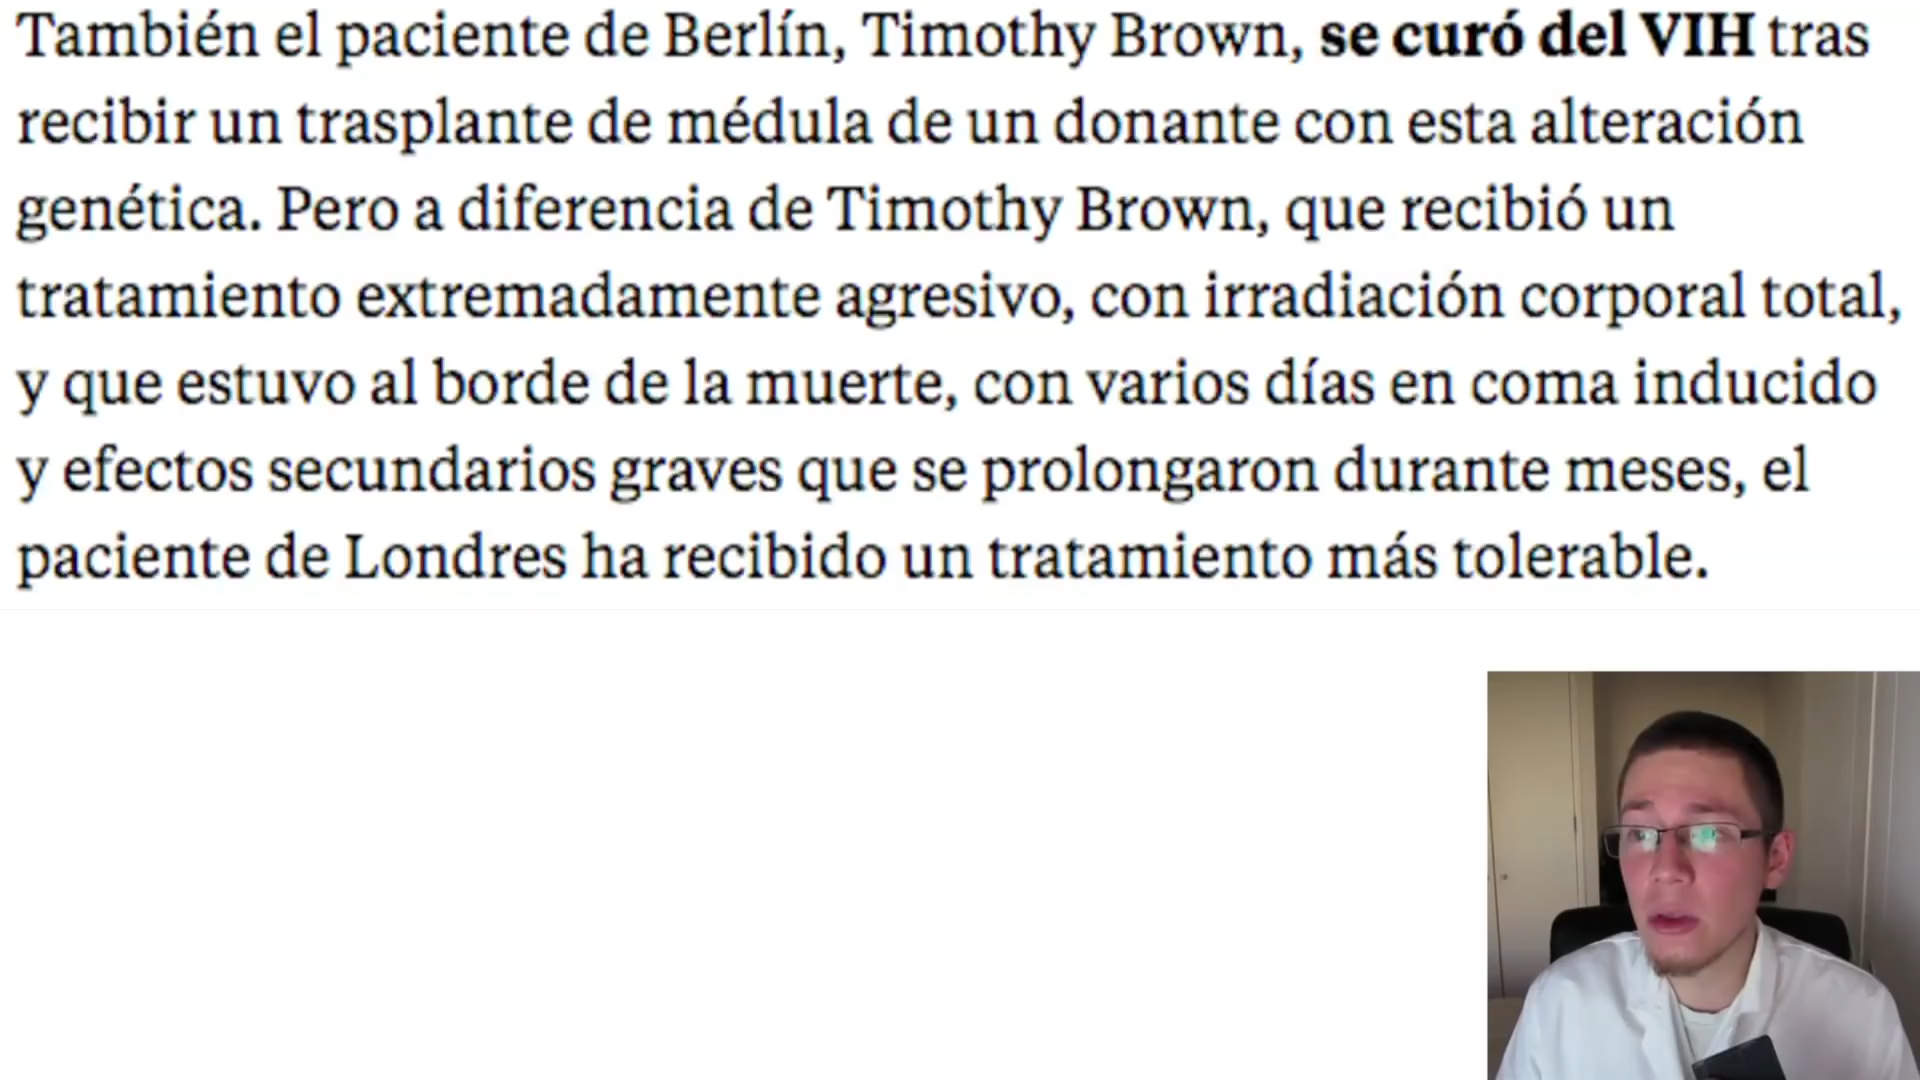 También el paciente de Berlín, Timothy Brown, se curó del VIH tras
recibir un trasplante de médula de un donante con esta alteración
genética. Pero a diferencia de Timothy Brown, que recibió un
tratamiento extremadamente agresivo, con irradiación corporal total,
y que estuvo al borde de la muerte, con varios días en coma inducido
y efectos secundarios graves que se prolongaron durante meses, el
paciente de Londres ha recibido un tratamiento más tolerable.